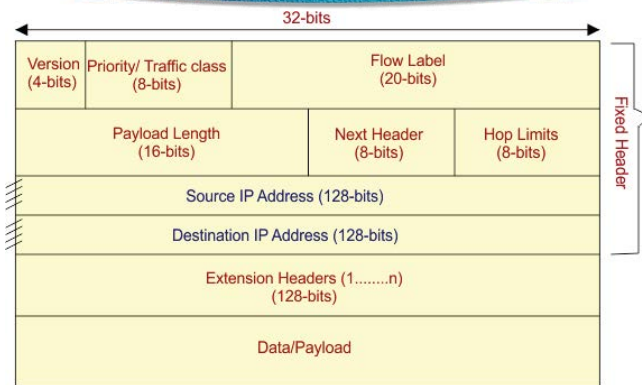 32-bits
Version
(4-bits)
Priority/ Traffic class
(8-bits)
Flow Label
(20-bits)
Payload Length
(16-bits)
Next Header
(8-bits)
Hop Limits
(8-bits)
Source IP Address (128-bits)
Destination IP Address (128-bits)
Extension Headers (1........n)
(128-bits)
Data/Payload
Fixed Header